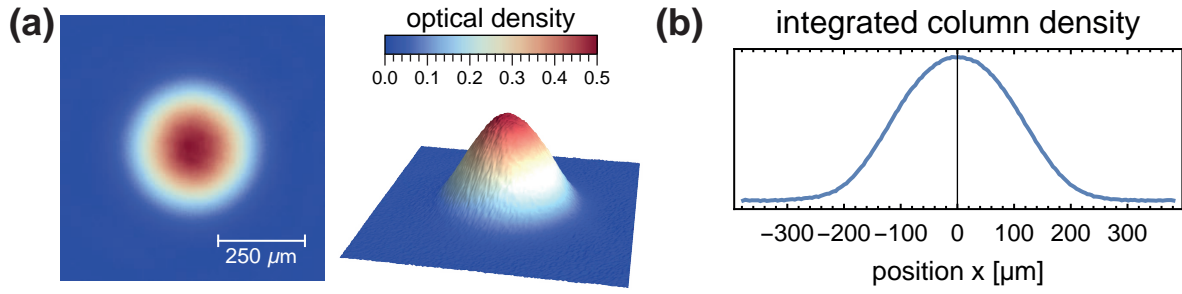 (a)
optical density
0.0 0.1 0.2 0.3 0.4 0.5
250 µm
(b)
integrated column density
−300 −200 −100 0 100 200 300
position x [µm]